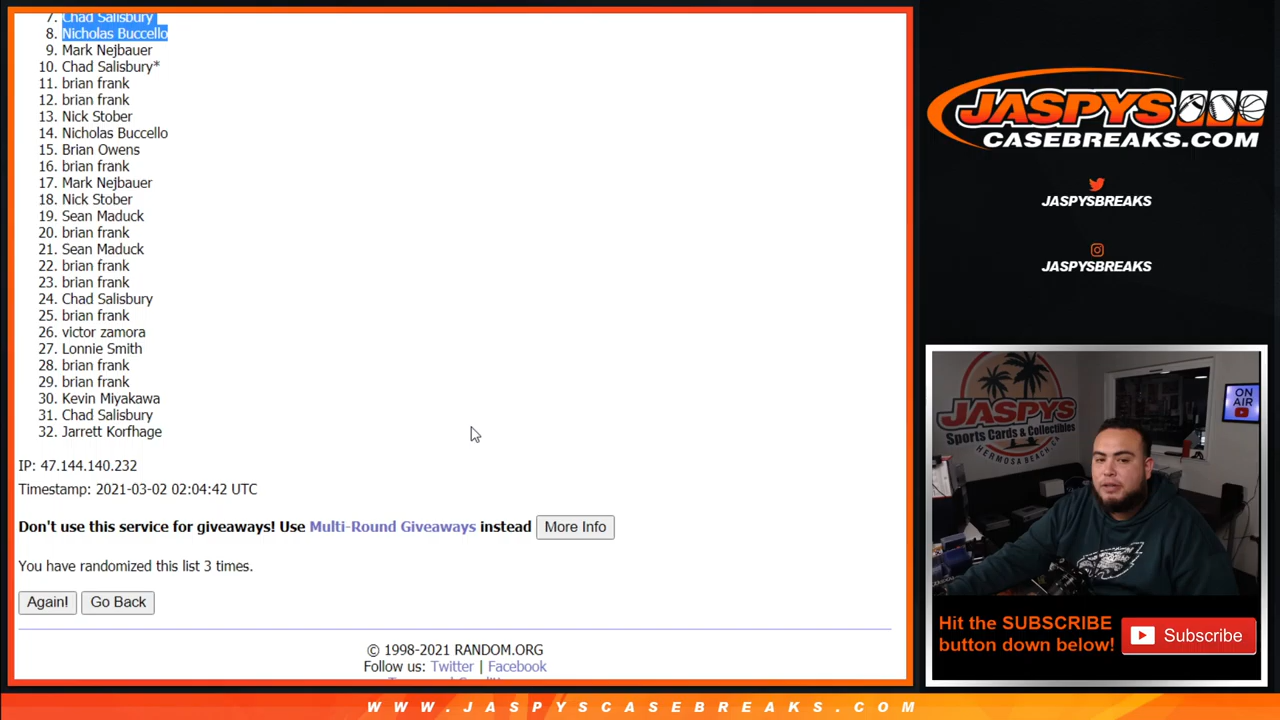 7. Chad Salisbury
8. Nicholas Buccello
9. Mark Nejbauer
10. Chad Salisbury*
11. brian frank
12. brian frank
13. Nick Stober
14. Nicholas Buccello
15. Brian Owens
16. brian frank
17. Mark Nejbauer
18. Nick Stober
19. Sean Maduck
20. brian frank
21. Sean Maduck
22. brian frank
23. brian frank
24. Chad Salisbury
25. brian frank
26. victor zamora
27. Lonnie Smith
28. brian frank
29. brian frank
30. Kevin Miyakawa
31. Chad Salisbury
32. Jarrett Korfhage
IP: 47.144.140.232
Timestamp: 2021-03-02 02:04:42 UTC
Don't use this service for giveaways! Use Multi-Round Giveaways instead More Info
You have randomized this list 3 times.
Again! Go Back
© 1998-2021 RANDOM.ORG
Follow us: Twitter | Facebook
JASPYS
CASEBREAKS.COM
JASPYSBREAKS
JASPYSBREAKS
JASPYS
Sports Cards & Collectibles
HERMOSA BEACH, CA
ON
AIR
Hit the SUBSCRIBE
button down below!
Subscribe
WWW.JASPYSCASEBREAKS.COM